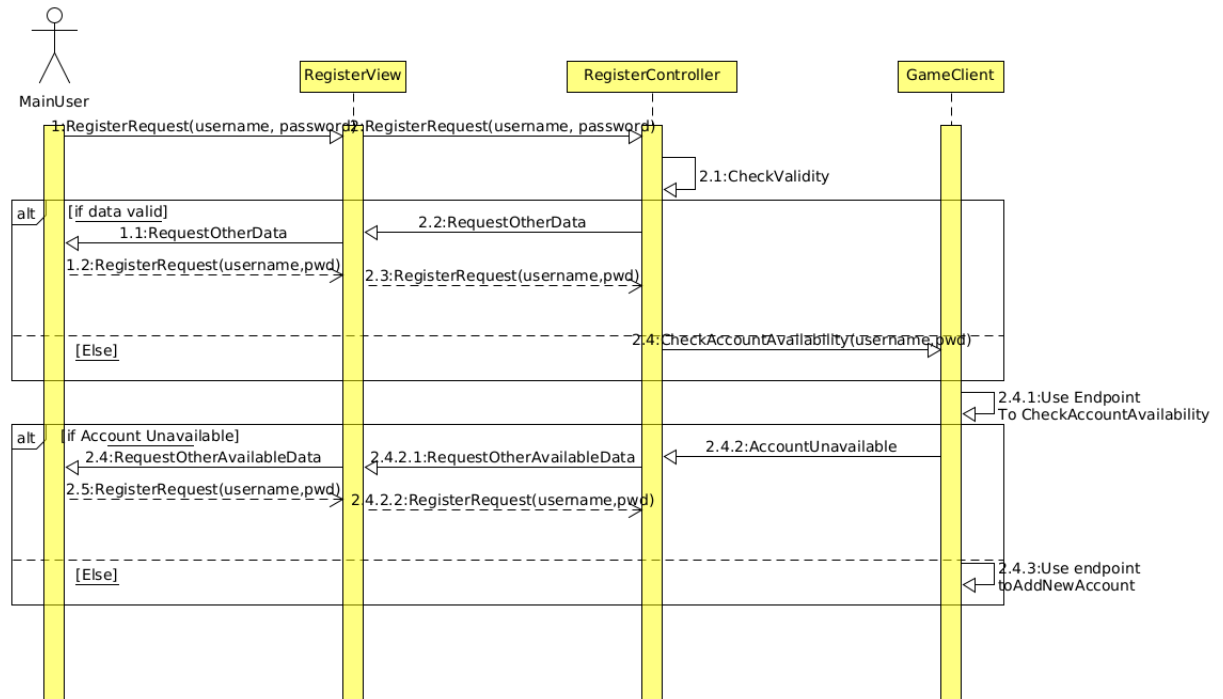 MainUser
RegisterView
RegisterController
GameClient
1:RegisterRequest(username, password)
2:RegisterRequest(username, password)
2.1:CheckValidity
alt
[if data valid]
2.2:RequestOtherData
1.1:RequestOtherData
1.2:RegisterRequest(username,pwd)
2.3:RegisterRequest(username,pwd)
2.4:CheckAccountAvailability(username,pwd)
[Else]
2.4.1:Use Endpoint
To CheckAccountAvailability
alt
[if Account Unavailable]
2.4.2:AccountUnavailable
2.4:RequestOtherAvailableData
2.4.2.1:RequestOtherAvailableData
2.5:RegisterRequest(username,pwd)
2.4.2.2:RegisterRequest(username,pwd)
[Else]
2.4.3:Use endpoint
toAddNewAccount